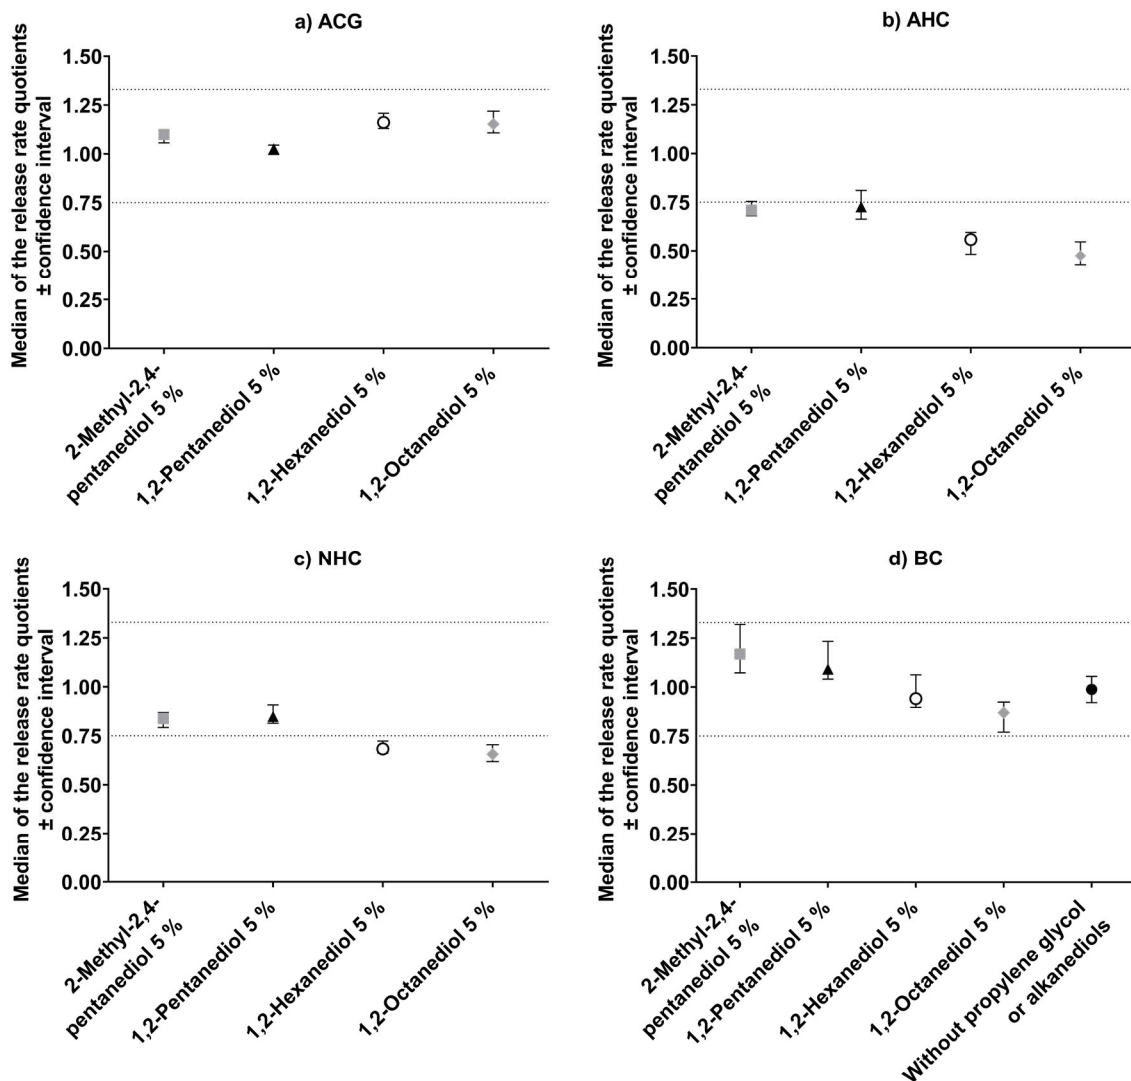 a) ACG
Median of the release rate quotients
± confidence interval
1.50
1.25
1.00
0.75
0.50
0.25
0.00
2-Methyl-2,4-
pentanediol 5 %
1,2-Pentanediol 5 %
1,2-Hexanediol 5 %
1,2-Octanediol 5 %
b) AHC
Median of the release rate quotients
± confidence interval
1.50
1.25
1.00
0.75
0.50
0.25
0.00
2-Methyl-2,4-
pentanediol 5 %
1,2-Pentanediol 5 %
1,2-Hexanediol 5 %
1,2-Octanediol 5 %
c) NHC
Median of the release rate quotients
± confidence interval
1.50
1.25
1.00
0.75
0.50
0.25
0.00
2-Methyl-2,4-
pentanediol 5 %
1,2-Pentanediol 5 %
1,2-Hexanediol 5 %
1,2-Octanediol 5 %
d) BC
Median of the release rate quotients
± confidence interval
1.50
1.25
1.00
0.75
0.50
0.25
0.00
2-Methyl-2,4-
pentanediol 5 %
1,2-Pentanediol 5 %
1,2-Hexanediol 5 %
1,2-Octanediol 5 %
Without propylene glycol
or alkanediols